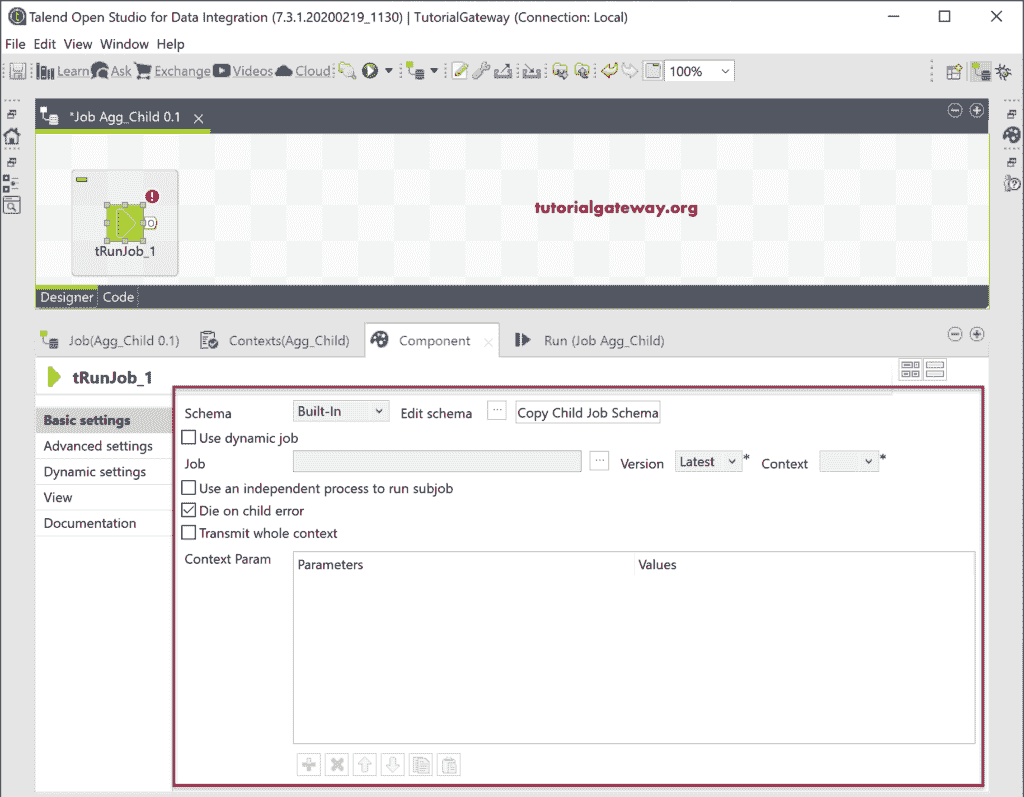 Talend Open Studio for Data Integration (7.3.1.20200219_1130) | TutorialGateway (Connection: Local)
File Edit View Window Help
Learn Ask Exchange Videos Cloud 100%
*Job Agg_Child 0.1
tutorialgateway.org
tRunJob_1
Designer Code
Job(Agg_Child 0.1) Contexts(Agg_Child) Component Run (Job Agg_Child)
tRunJob_1
Basic settings
Advanced settings
Dynamic settings
View
Documentation
Schema Built-In Edit schema ... Copy Child Job Schema
Use dynamic job
Job ... Version Latest * Context *
Use an independent process to run subjob
Die on child error
Transmit whole context
Context Param Parameters Values